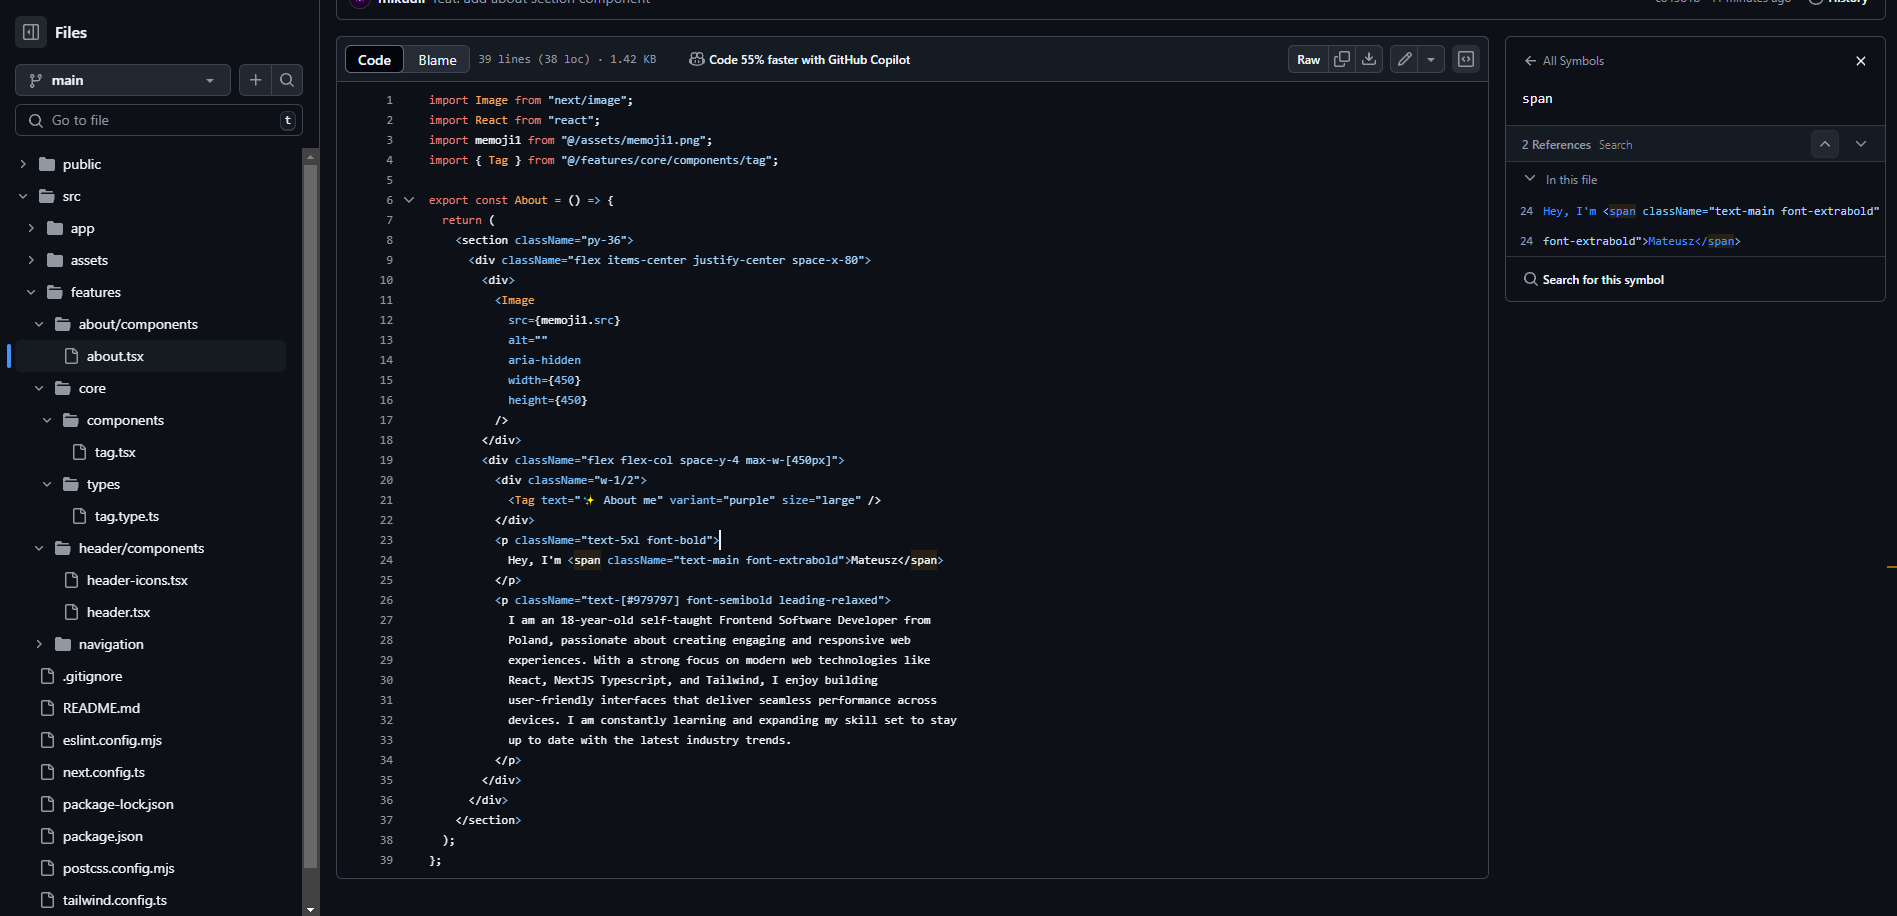 Files
main
Go to file
t
public
src
app
assets
features
about/components
about.tsx
core
components
tag.tsx
types
tag.type.ts
header/components
header-icons.tsx
header.tsx
navigation
.gitignore
README.md
eslint.config.mjs
next.config.ts
package-lock.json
package.json
postcss.config.mjs
tailwind.config.ts
feat: add about section component
minutes ago
History
Code
Blame
39 lines (38 loc) · 1.42 KB
Code 55% faster with GitHub Copilot
Raw
1 import Image from "next/image";
2 import React from "react";
3 import memoji1 from "@/assets/memoji1.png";
4 import { Tag } from "@/features/core/components/tag";
5
6 export const About = () => {
7 return (
8 <section className="py-36">
9 <div className="flex items-center justify-center space-x-80">
10 <div>
11 <Image
12 src={memoji1.src}
13 alt=""
14 aria-hidden
15 width={450}
16 height={450}
17 />
18 </div>
19 <div className="flex flex-col space-y-4 max-w-[450px]">
20 <div className="w-1/2">
21 <Tag text="✨ About me" variant="purple" size="large" />
22 </div>
23 <p className="text-5xl font-bold">
24 Hey, I'm <span className="text-main font-extrabold">Mateusz</span>
25 </p>
26 <p className="text-[#979797] font-semibold leading-relaxed">
27 I am an 18-year-old self-taught Frontend Software Developer from
28 Poland, passionate about creating engaging and responsive web
29 experiences. With a strong focus on modern web technologies like
30 React, NextJS Typescript, and Tailwind, I enjoy building
31 user-friendly interfaces that deliver seamless performance across
32 devices. I am constantly learning and expanding my skill set to stay
33 up to date with the latest industry trends.
34 </p>
35 </div>
36 </div>
37 </section>
38 );
39 };
All Symbols
span
2 References Search
In this file
24 Hey, I'm <span className="text-main font-extrabold"
24 font-extrabold">Mateusz</span>
Search for this symbol